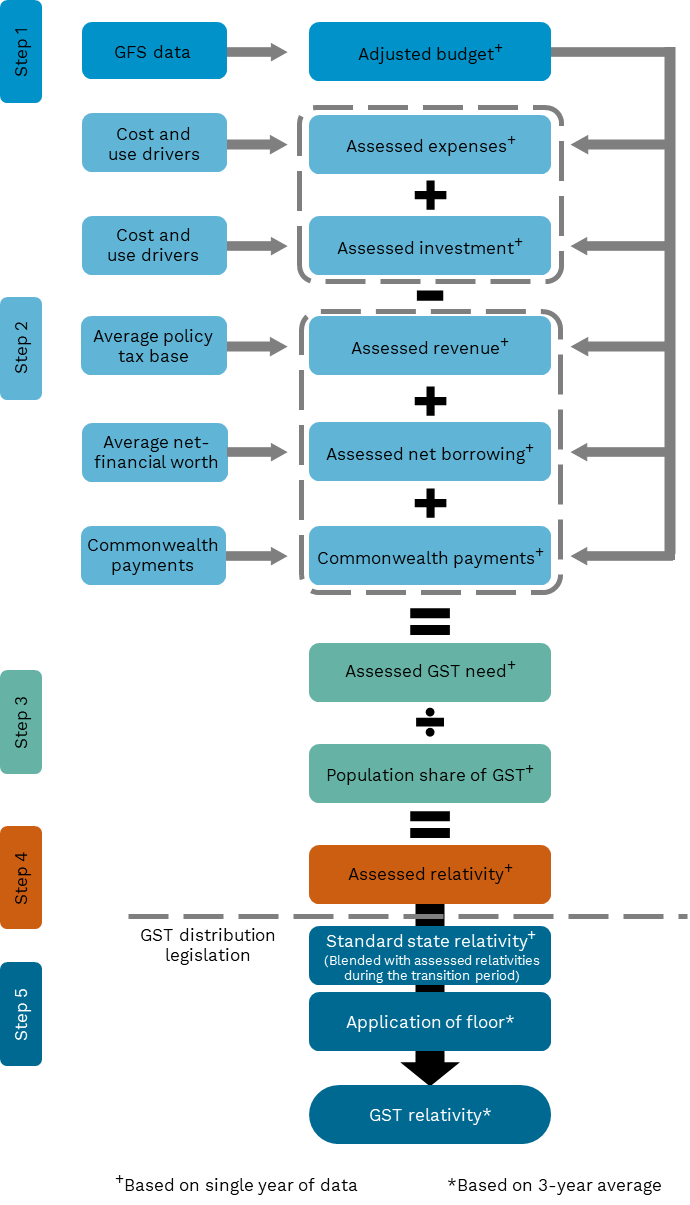 Step 1
GFS data
Adjusted budget+
Cost and
use drivers
Assessed expenses+
+
Cost and
use drivers
Assessed investment+
-
Step 2
Average policy
tax base
Assessed revenue+
+
Average net-
financial worth
Assessed net borrowing+
+
Commonwealth
payments
Commonwealth payments+
=
Step 3
Assessed GST need+
÷
Population share of GST+
=
Step 4
Assessed relativity+
GST distribution
legislation
Standard state relativity+
(Blended with assessed relativities
during the transition period)
Step 5
Application of floor*
GST relativity*
+Based on single year of data
*Based on 3-year average